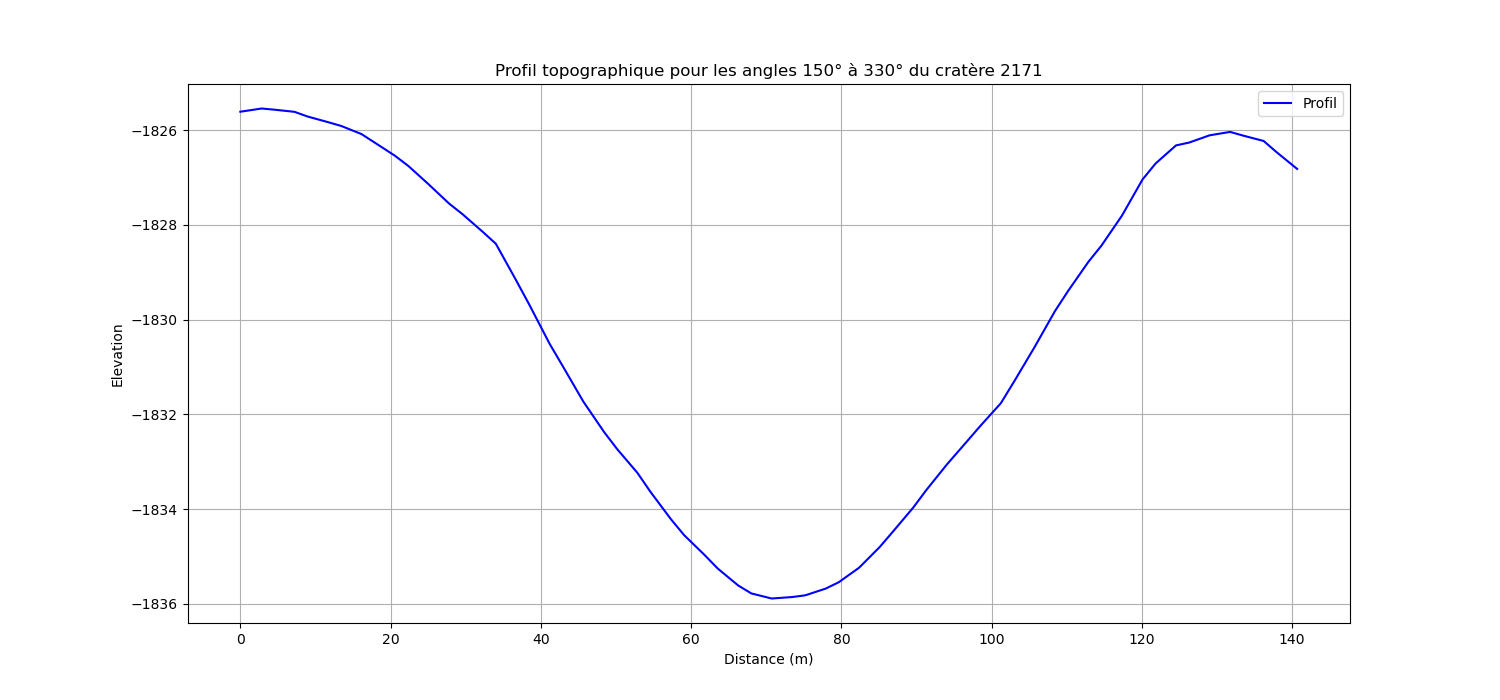 Profil topographique pour les angles 150° à 330° du cratère 2171
Profil
−1826
−1828
−1830
−1832
−1834
−1836
Elevation
0 20 40 60 80 100 120 140
Distance (m)